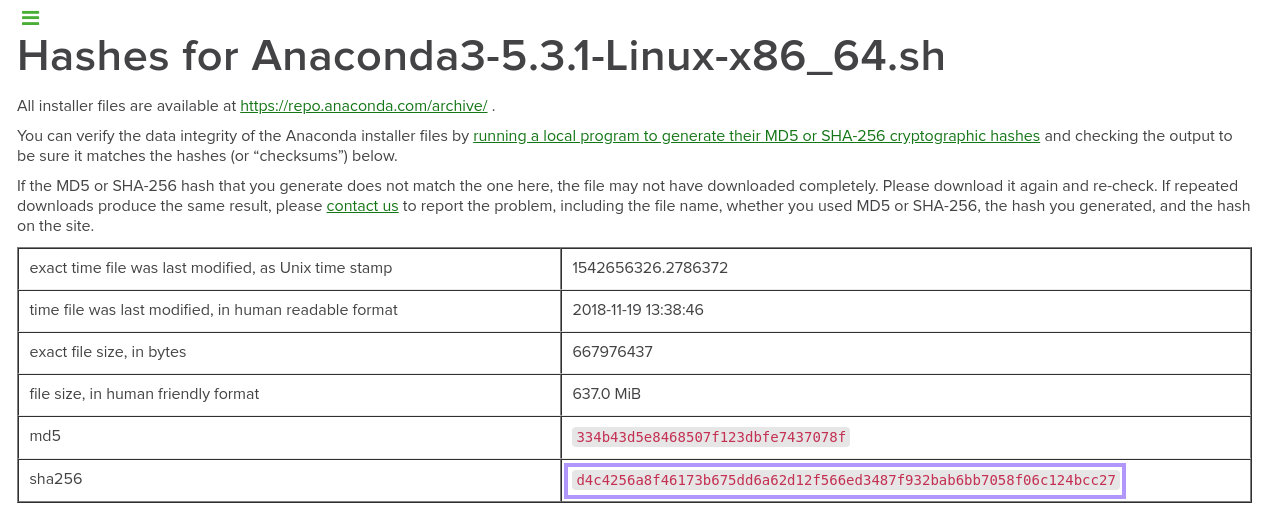 Hashes for Anaconda3-5.3.1-Linux-x86_64.sh
All installer files are available at https://repo.anaconda.com/archive/ .
You can verify the data integrity of the Anaconda installer files by running a local program to generate their MD5 or SHA-256 cryptographic hashes and checking the output to
be sure it matches the hashes (or “checksums”) below.
If the MD5 or SHA-256 hash that you generate does not match the one here, the file may not have downloaded completely. Please download it again and re-check. If repeated
downloads produce the same result, please contact us to report the problem, including the file name, whether you used MD5 or SHA-256, the hash you generated, and the hash
on the site.
exact time file was last modified, as Unix time stamp 1542656326.2786372
time file was last modified, in human readable format 2018-11-19 13:38:46
exact file size, in bytes 667976437
file size, in human friendly format 637.0 MiB
md5 334b43d5e8468507f123dbfe7437078f
sha256 d4c4256a8f46173b675dd6a62d12f566ed3487f932bab6bb7058f06c124bcc27